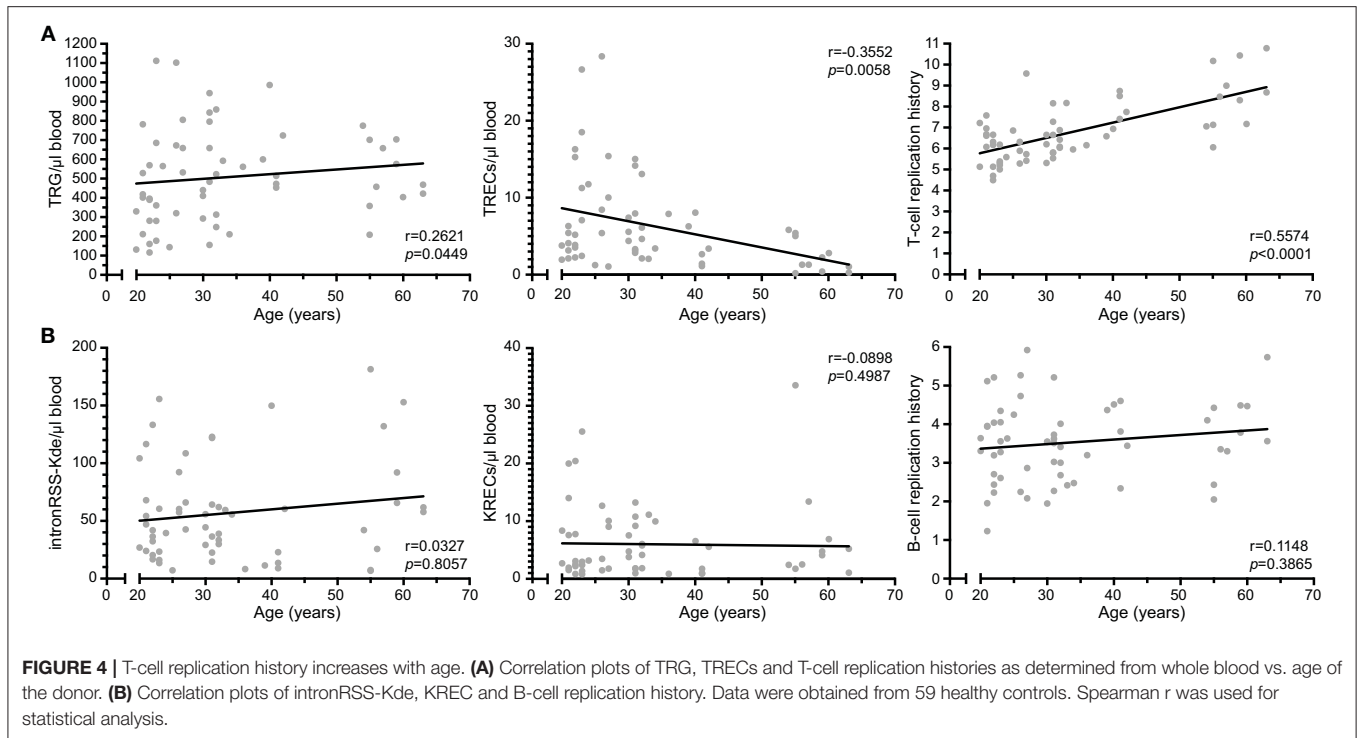 A
1200
1100
1000
900
800
700
600
500
400
300
200
100
0
TRG/µl blood
0 20 30 40 50 60 70
Age (years)
r=0.2621
p=0.0449
30
20
10
0
TRECs/µl blood
0 20 30 40 50 60 70
Age (years)
r=-0.3552
p=0.0058
11
10
9
8
7
6
5
4
3
2
1
0
T-cell replication history
0 20 30 40 50 60 70
Age (years)
r=0.5574
p<0.0001
B
200
150
100
50
0
intronRSS-Kde/µl blood
0 20 30 40 50 60 70
Age (years)
r=0.0327
p=0.8057
40
30
20
10
0
KRECs/µl blood
0 20 30 40 50 60 70
Age (years)
r=-0.0898
p=0.4987
6
5
4
3
2
1
0
B-cell replication history
0 20 30 40 50 60 70
Age (years)
r=0.1148
p=0.3865
FIGURE 4 | T-cell replication history increases with age. (A) Correlation plots of TRG, TRECs and T-cell replication histories as determined from whole blood vs. age of
the donor. (B) Correlation plots of intronRSS-Kde, KREC and B-cell replication history. Data were obtained from 59 healthy controls. Spearman r was used for
statistical analysis.